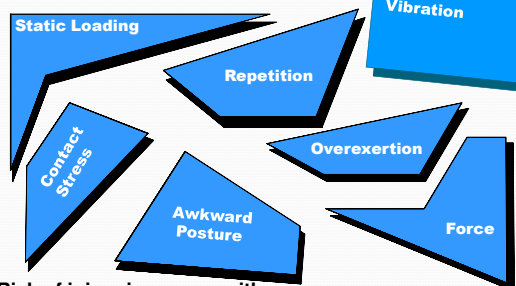 Vibration
Static Loading
Repetition
Contact
Stress
Overexertion
Awkward
Posture
Force